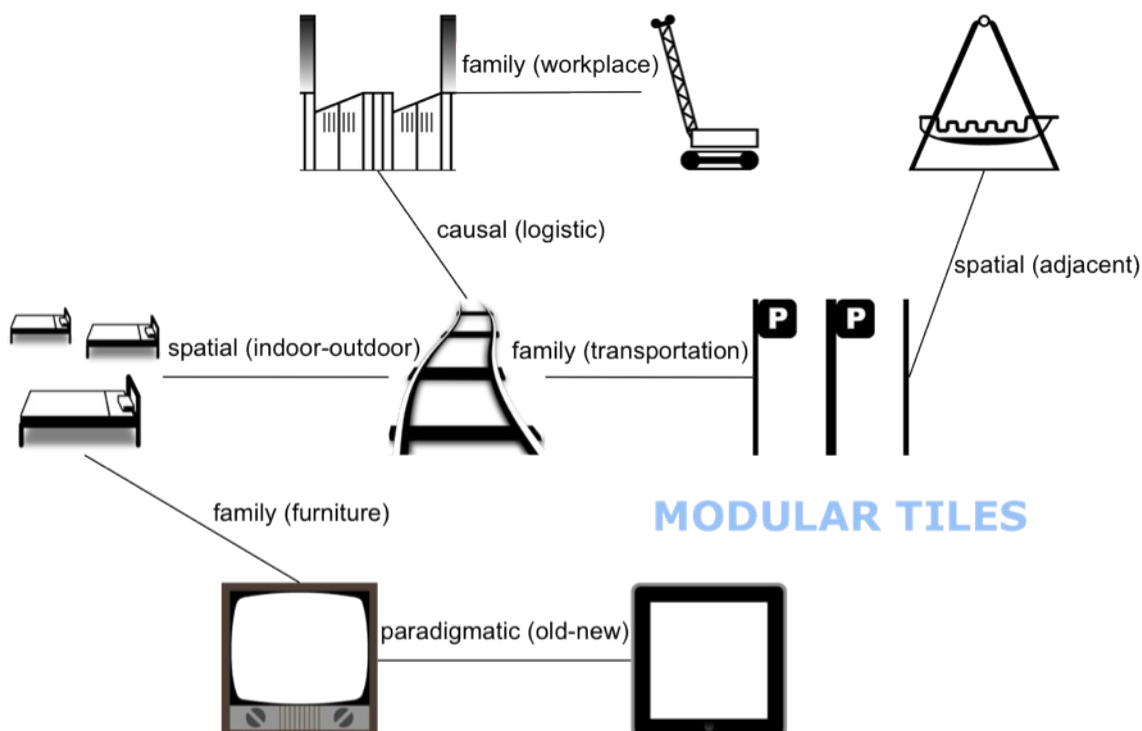 family (workplace)
causal (logistic)
spatial (adjacent)
P P
spatial (indoor-outdoor)
family (transportation)
family (furniture)
MODULAR TILES
paradigmatic (old-new)